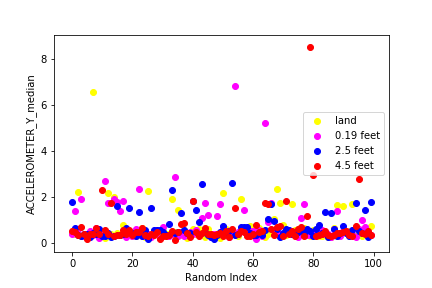 8
6
4
2
0
ACCELEROMETER_Y_median
land
0.19 feet
2.5 feet
4.5 feet
0 20 40 60 80 100
Random Index